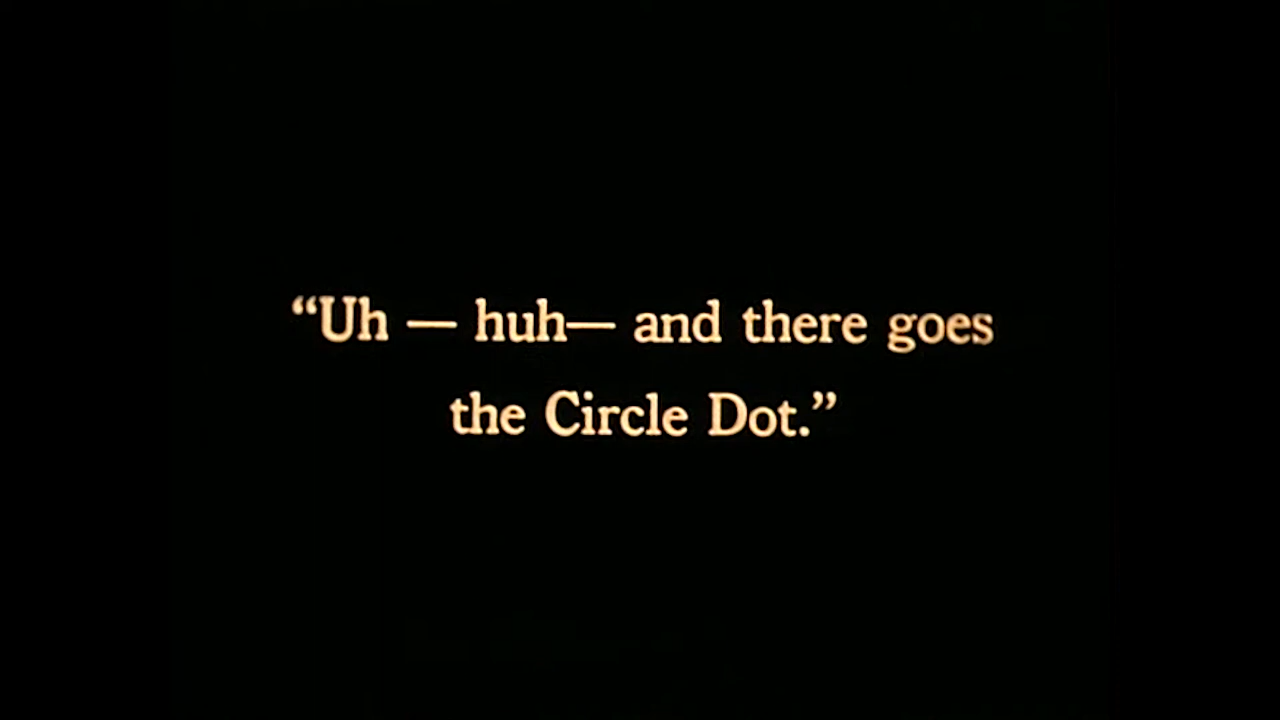 “Uh — huh— and there goes
the Circle Dot.”